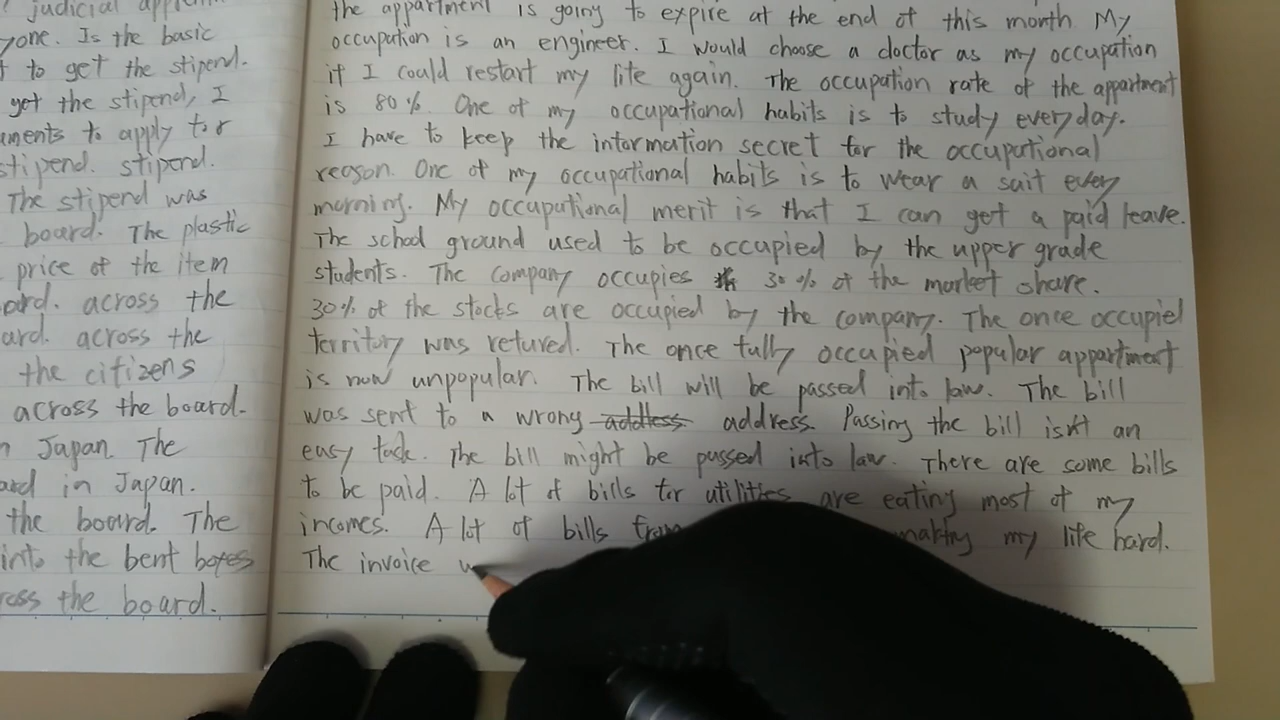 judicial
yone. Is the basic
to get the stipend.
get the stipend, I
uments to apply for
stipend. stipend.
The stipend was
board. The plastic
price of the item
oard. across the
ard. across the
the citizens
across the board.
n Japan The
ard in Japan.
the board. The
into the bent boxes
ross the board.
the appartment is going to expire at the end of this month My
occupation is an engineer. I would choose a doctor as my occupation
if I could restart my life again. The occupation rate of the appartment
is 80%. One of my occupational habits is to study everyday.
I have to keep the information secret for the occupational
reason. One of my occupational habits is to wear a suit every
morning. My occupational merit is that I can get a paid leave.
The school ground used to be occupied by the upper grade
students. The company occupies 30% of the market share.
30% of the stocks are occupied by the company. The once occupied
territory was retured. The once fully occupied popular appartment
is now unpopular. The bill will be passed into law. The bill
was sent to a wrong address address. Passing the bill isn't an
easy task. The bill might be passed into law. There are some bills
to be paid. A lot of bills for utilities are eating most of my
incomes. A lot of bills making my life hard.
The invoice